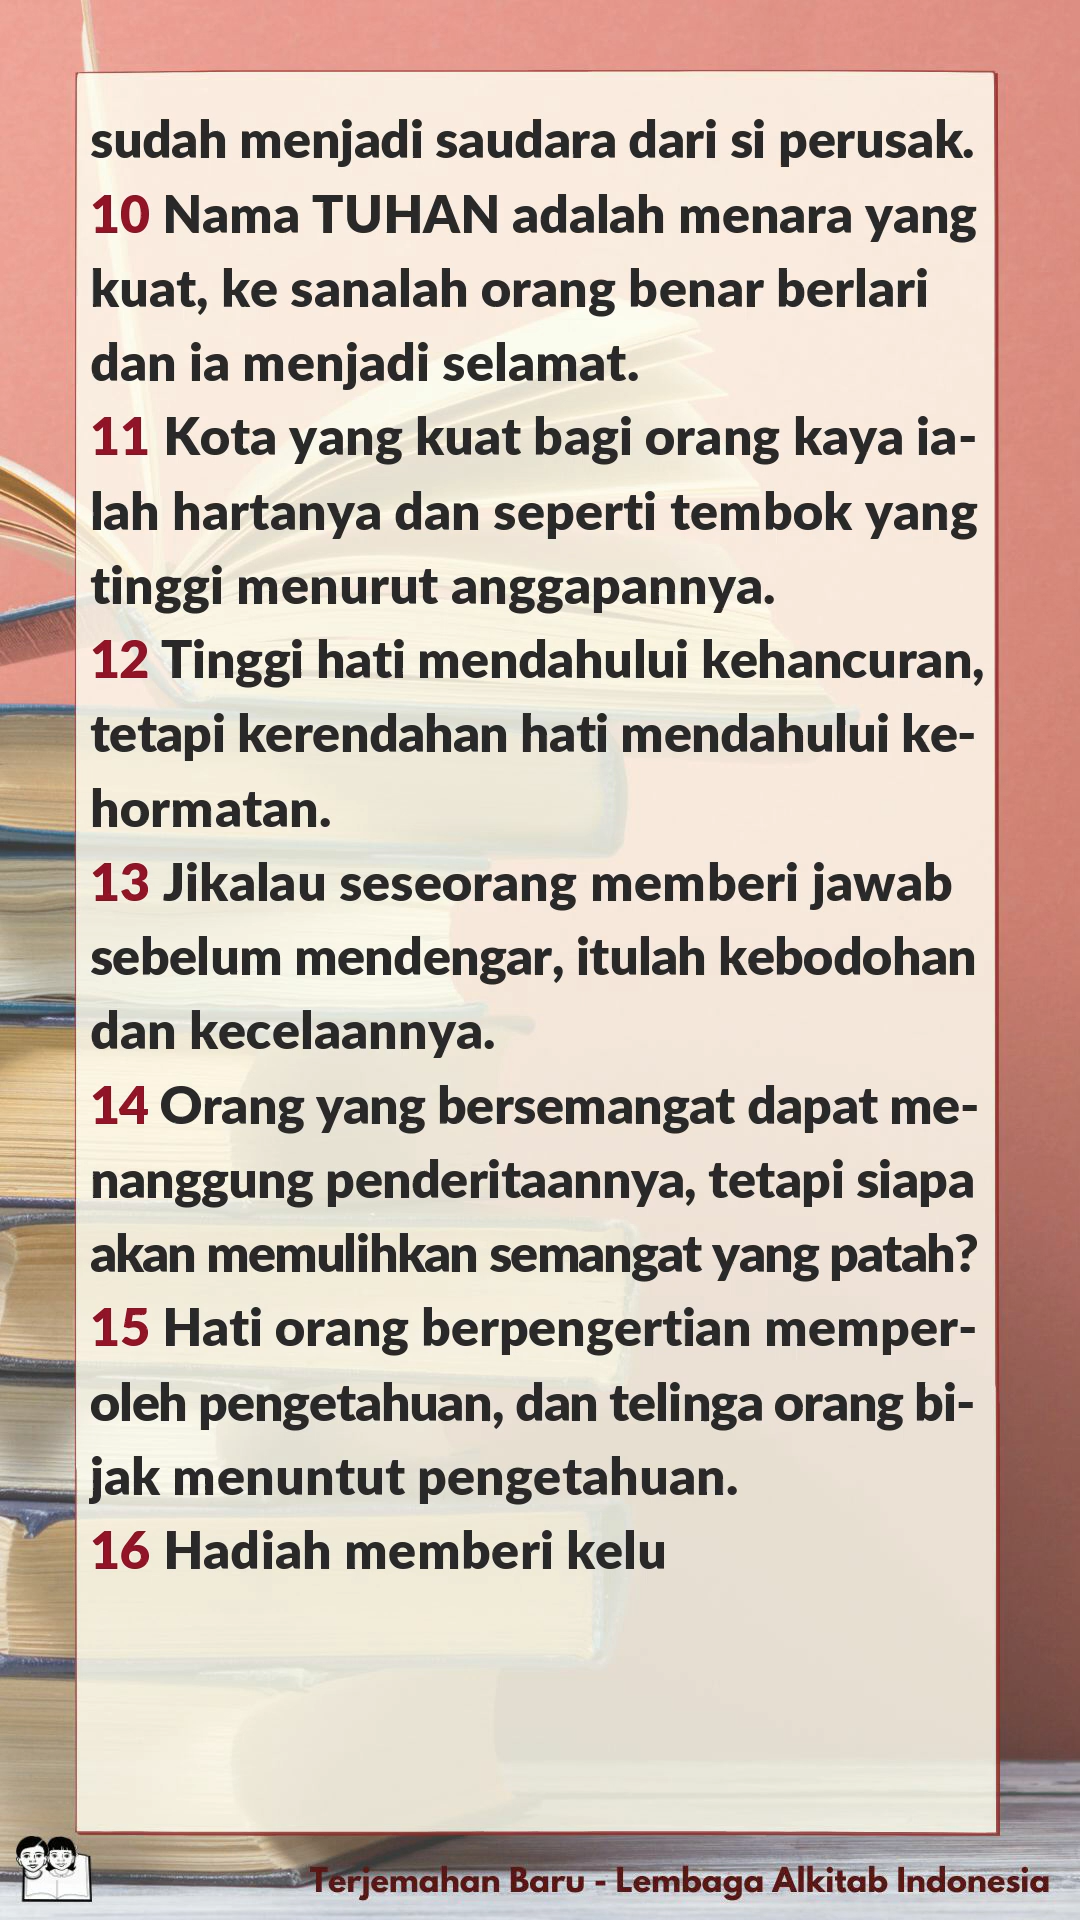 sudah menjadi saudara dari si perusak.
10 Nama TUHAN adalah menara yang
kuat, ke sanalah orang benar berlari
dan ia menjadi selamat.
11 Kota yang kuat bagi orang kaya ia-
lah hartanya dan seperti tembok yang
tinggi menurut anggapannya.
12 Tinggi hati mendahului kehancuran,
tetapi kerendahan hati mendahului ke-
hormatan.
13 Jikalau seseorang memberi jawab
sebelum mendengar, itulah kebodohan
dan kecelaannya.
14 Orang yang bersemangat dapat me-
nanggung penderitaannya, tetapi siapa
akan memulihkan semangat yang patah?
15 Hati orang berpengertian memper-
oleh pengetahuan, dan telinga orang bi-
jak menuntut pengetahuan.
16 Hadiah memberi kelu
Terjemahan Baru - Lembaga Alkitab Indonesia